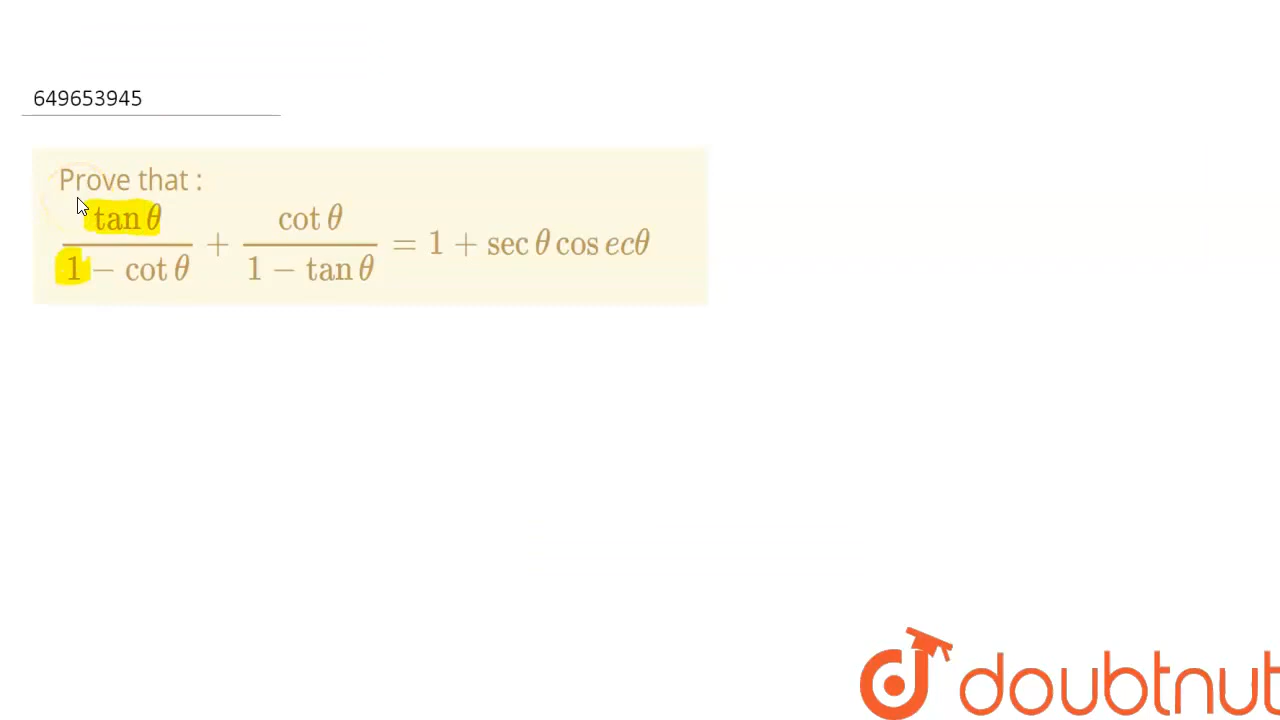 649653945
Prove that :
tan θ / 1 − cot θ + cot θ / 1 − tan θ = 1 + sec θ cos ecθ
doubtnut